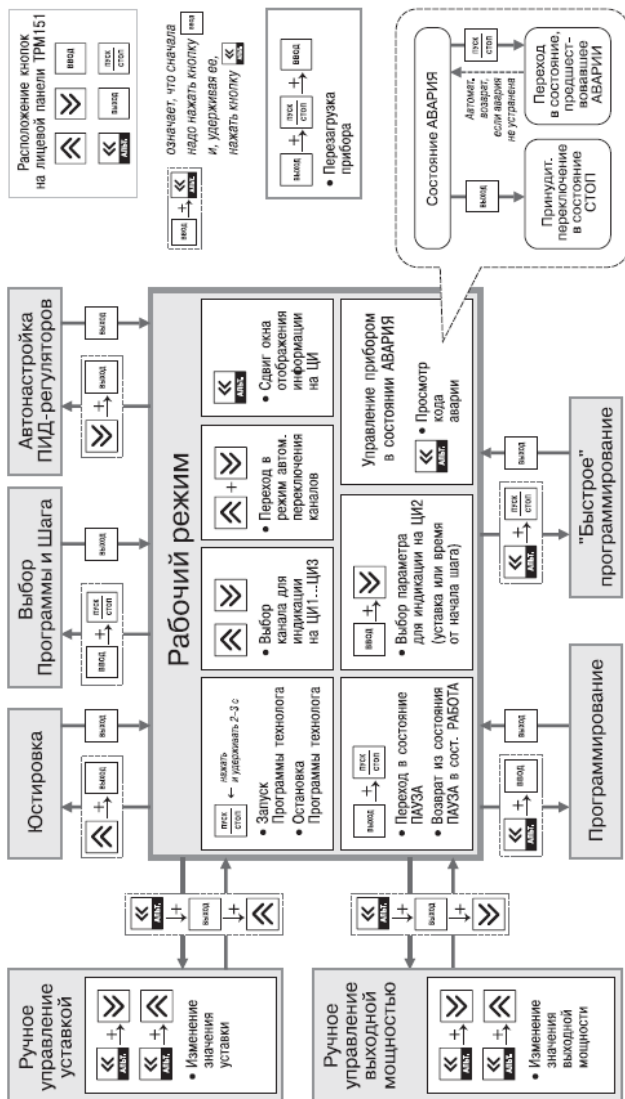 Ручное
управление
уставкой
«
Альт.
+
»
«
Альт.
+
«
• Изменение
значения
уставки
Ручное
управление
выходной
мощностью
«
Альт.
+
»
«
Альт.
+
«
• Изменение
значения
выходной
мощности
«
Альт.
+
выход
+
«
«
Альт.
+
выход
+
»
Юстировка
«
+
выход
выход
Выбор
Программы и Шага
ввод
+
пуск
стоп
выход
Автонастройка
ПИД-регуляторов
»
+
выход
выход
Рабочий режим
пуск
стоп
← нажать
и удерживать 2–3 с
• Запуск
Программы технолога
• Остановка
Программы технолога
«
»
• Выбор
канала для
индикации
на ЦИ1...ЦИ3
«
+
»
• Переход в
режим автом.
переключения
каналов
«
Альт.
• Сдвиг окна
отображения
информации
на ЦИ
выход
+
пуск
стоп
• Переход в состояние
ПАУЗА
• Возврат из состояния
ПАУЗА в сост. РАБОТА
ввод
+
»
• Выбор параметра
для индикации на ЦИ2
(уставка или время
от начала шага)
Управление прибором
в состоянии АВАРИЯ
«
Альт.
• Просмотр
кода
аварии
«
Альт.
+
ввод
выход
Программирование
«
Альт.
+
пуск
стоп
выход
"Быстрое"
программирование
Расположение кнопок
на лицевой панели ТРМ151
«
»
ввод
«
Альт.
выход
пуск
стоп
ввод
+
«
Альт.
означает, что сначала
надо нажать кнопку
ввод
и, удерживая ее,
нажать кнопку
«
Альт.
выход
+
пуск
стоп
+
ввод
• Перезагрузка
прибора
Состояние АВАРИЯ
выход
Принудит.
переключение
в состояние
СТОП
Автомат.
возврат,
если авария
не устранена
пуск
стоп
Переход
в состояние,
предшест-
вовавшее
АВАРИИ